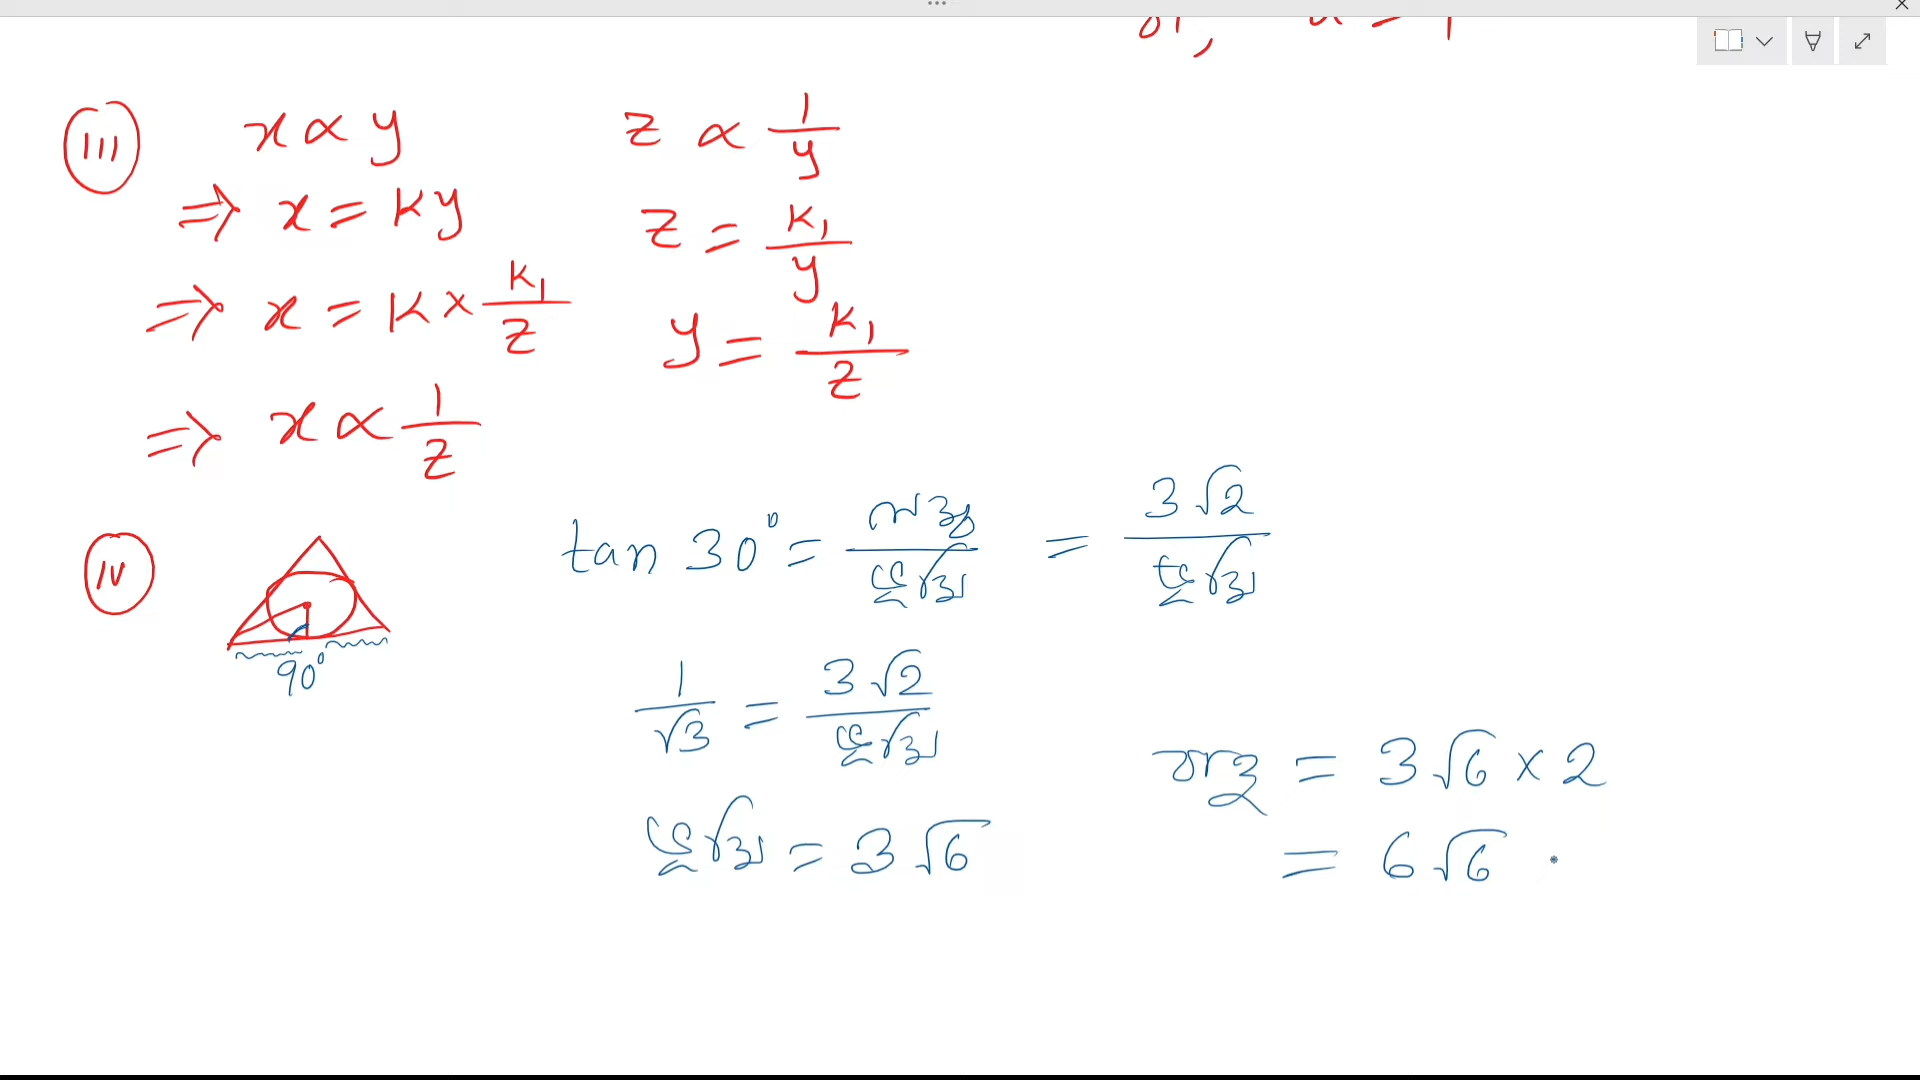 (III) x ∝ y z ∝ 1/y
⇒ x = Ky z = K₁/y
⇒ x = K × K₁/z y = K₁/z
⇒ x ∝ 1/z
(IV) tan 30° = লম্ব/ভূমি = 3√2/ভূমি
90°
1/√3 = 3√2/ভূমি
ভূমি = 3√6
বাহু = 3√6 × 2
= 6√6